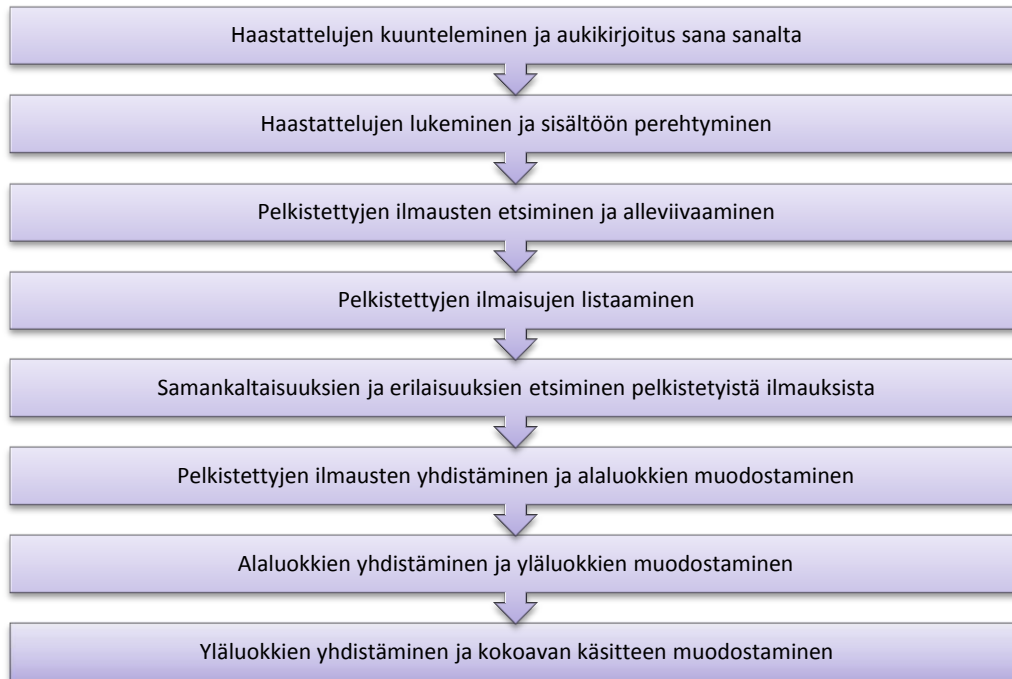 Haastattelujen kuunteleminen ja aukikirjoitus sana sanalta
Haastattelujen lukeminen ja sisältöön perehtyminen
Pelkistettyjen ilmausten etsiminen ja alleviivaaminen
Pelkistettyjen ilmaisujen listaaminen
Samankaltaisuuksien ja erilaisuuksien etsiminen pelkistetyistä ilmauksista
Pelkistettyjen ilmausten yhdistäminen ja alaluokkien muodostaminen
Alaluokkien yhdistäminen ja yläluokkien muodostaminen
Yläluokkien yhdistäminen ja kokoavan käsitteen muodostaminen